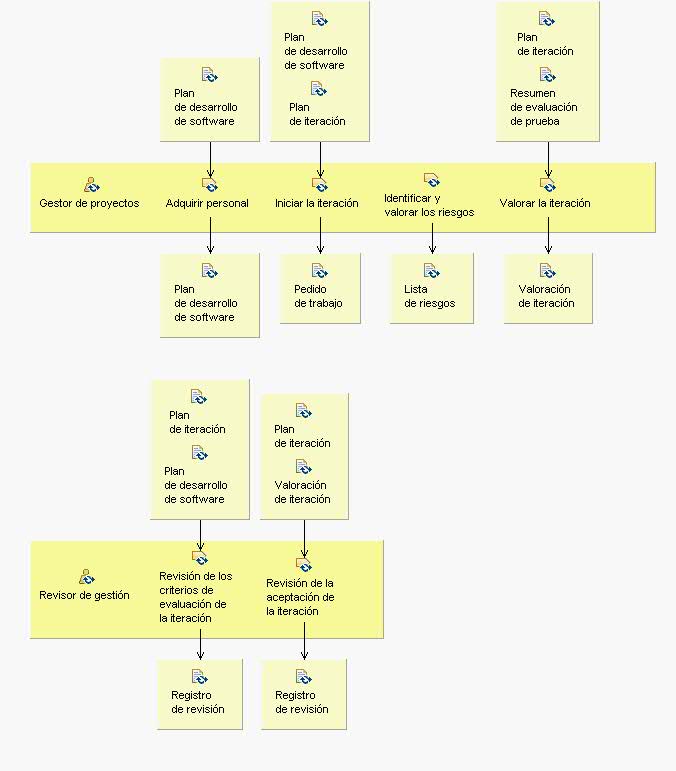 Plan
de desarrollo
de software
Plan
de desarrollo
de software
Plan
de iteración
Plan
de iteración
Resumen
de evaluación
de prueba
Gestor de proyectos
Adquirir personal
Iniciar la iteración
Identificar y
valorar los riesgos
Valorar la iteración
Plan
de desarrollo
de software
Pedido
de trabajo
Lista
de riesgos
Valoración
de iteración
Plan
de iteración
Plan
de desarrollo
de software
Plan
de iteración
Valoración
de iteración
Revisor de gestión
Revisión de los
criterios de
evaluación de
la iteración
Revisión de la
aceptación de
la iteración
Registro
de revisión
Registro
de revisión